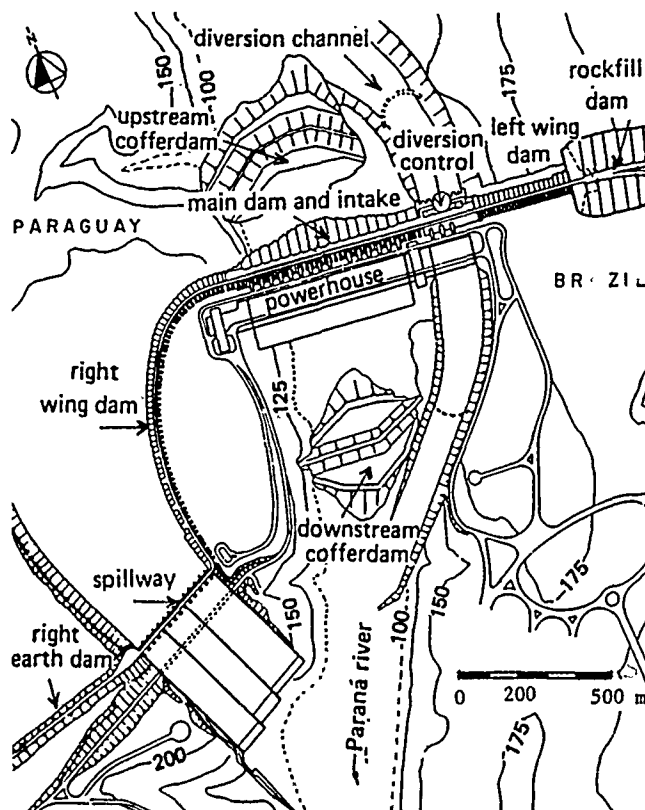 N
diversion channel
150
100
175
rockfill
dam
upstream
cofferdam
left wing
dam
diversion
control
main dam and intake
PARAGUAY
powerhouse
right
wing dam
125
downstream
cofferdam
spillway
150
175
right
earth dam
100
150
Paraná river
0 200 500 m
200
175